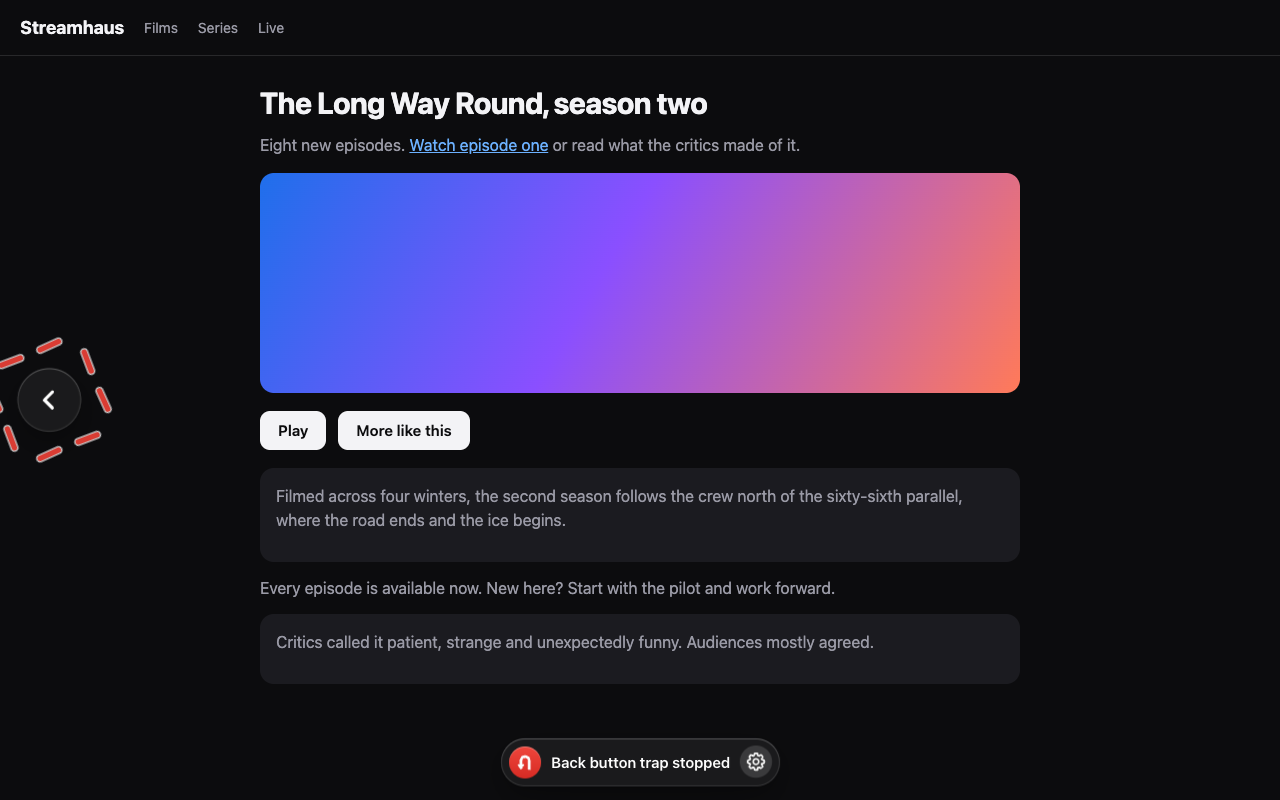 Streamhaus Films Series Live
The Long Way Round, season two
Eight new episodes. Watch episode one or read what the critics made of it.
Play More like this
Filmed across four winters, the second season follows the crew north of the sixty-sixth parallel,
where the road ends and the ice begins.
Every episode is available now. New here? Start with the pilot and work forward.
Critics called it patient, strange and unexpectedly funny. Audiences mostly agreed.
Back button trap stopped